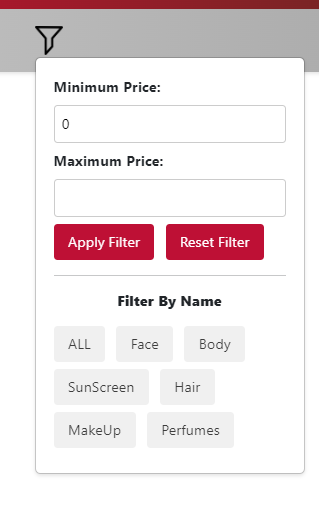 Minimum Price:
0
Maximum Price:
Apply Filter Reset Filter
Filter By Name
ALL Face Body
SunScreen Hair
MakeUp Perfumes